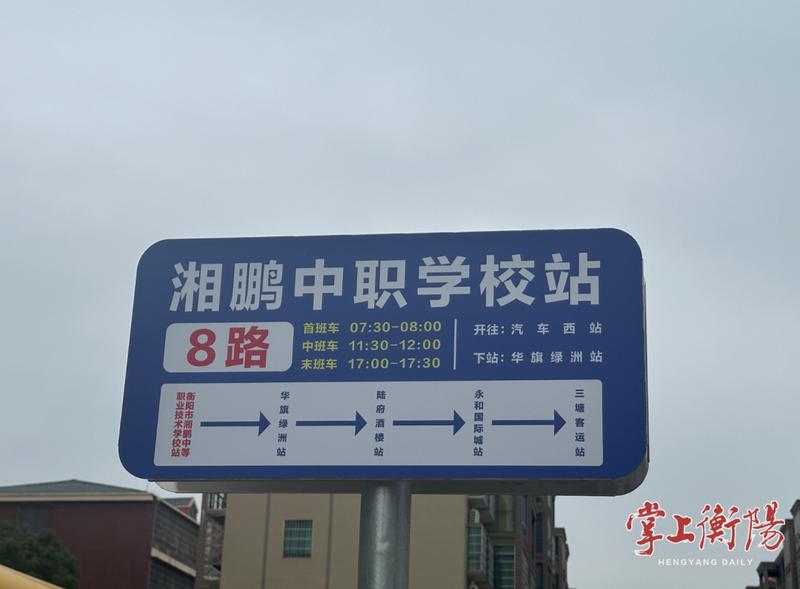 湘鹏中职学校站
8路
首班车 07:30-08:00
中班车 11:30-12:00
末班车 17:00-17:30
开往：汽车西站
下站：华旗绿洲站
衡阳市湘鹏中等
职业技术学校站
华旗绿洲站
陆府酒楼站
永和国际城站
三塘客运站
掌上衡陽
HENGYANG DAILY